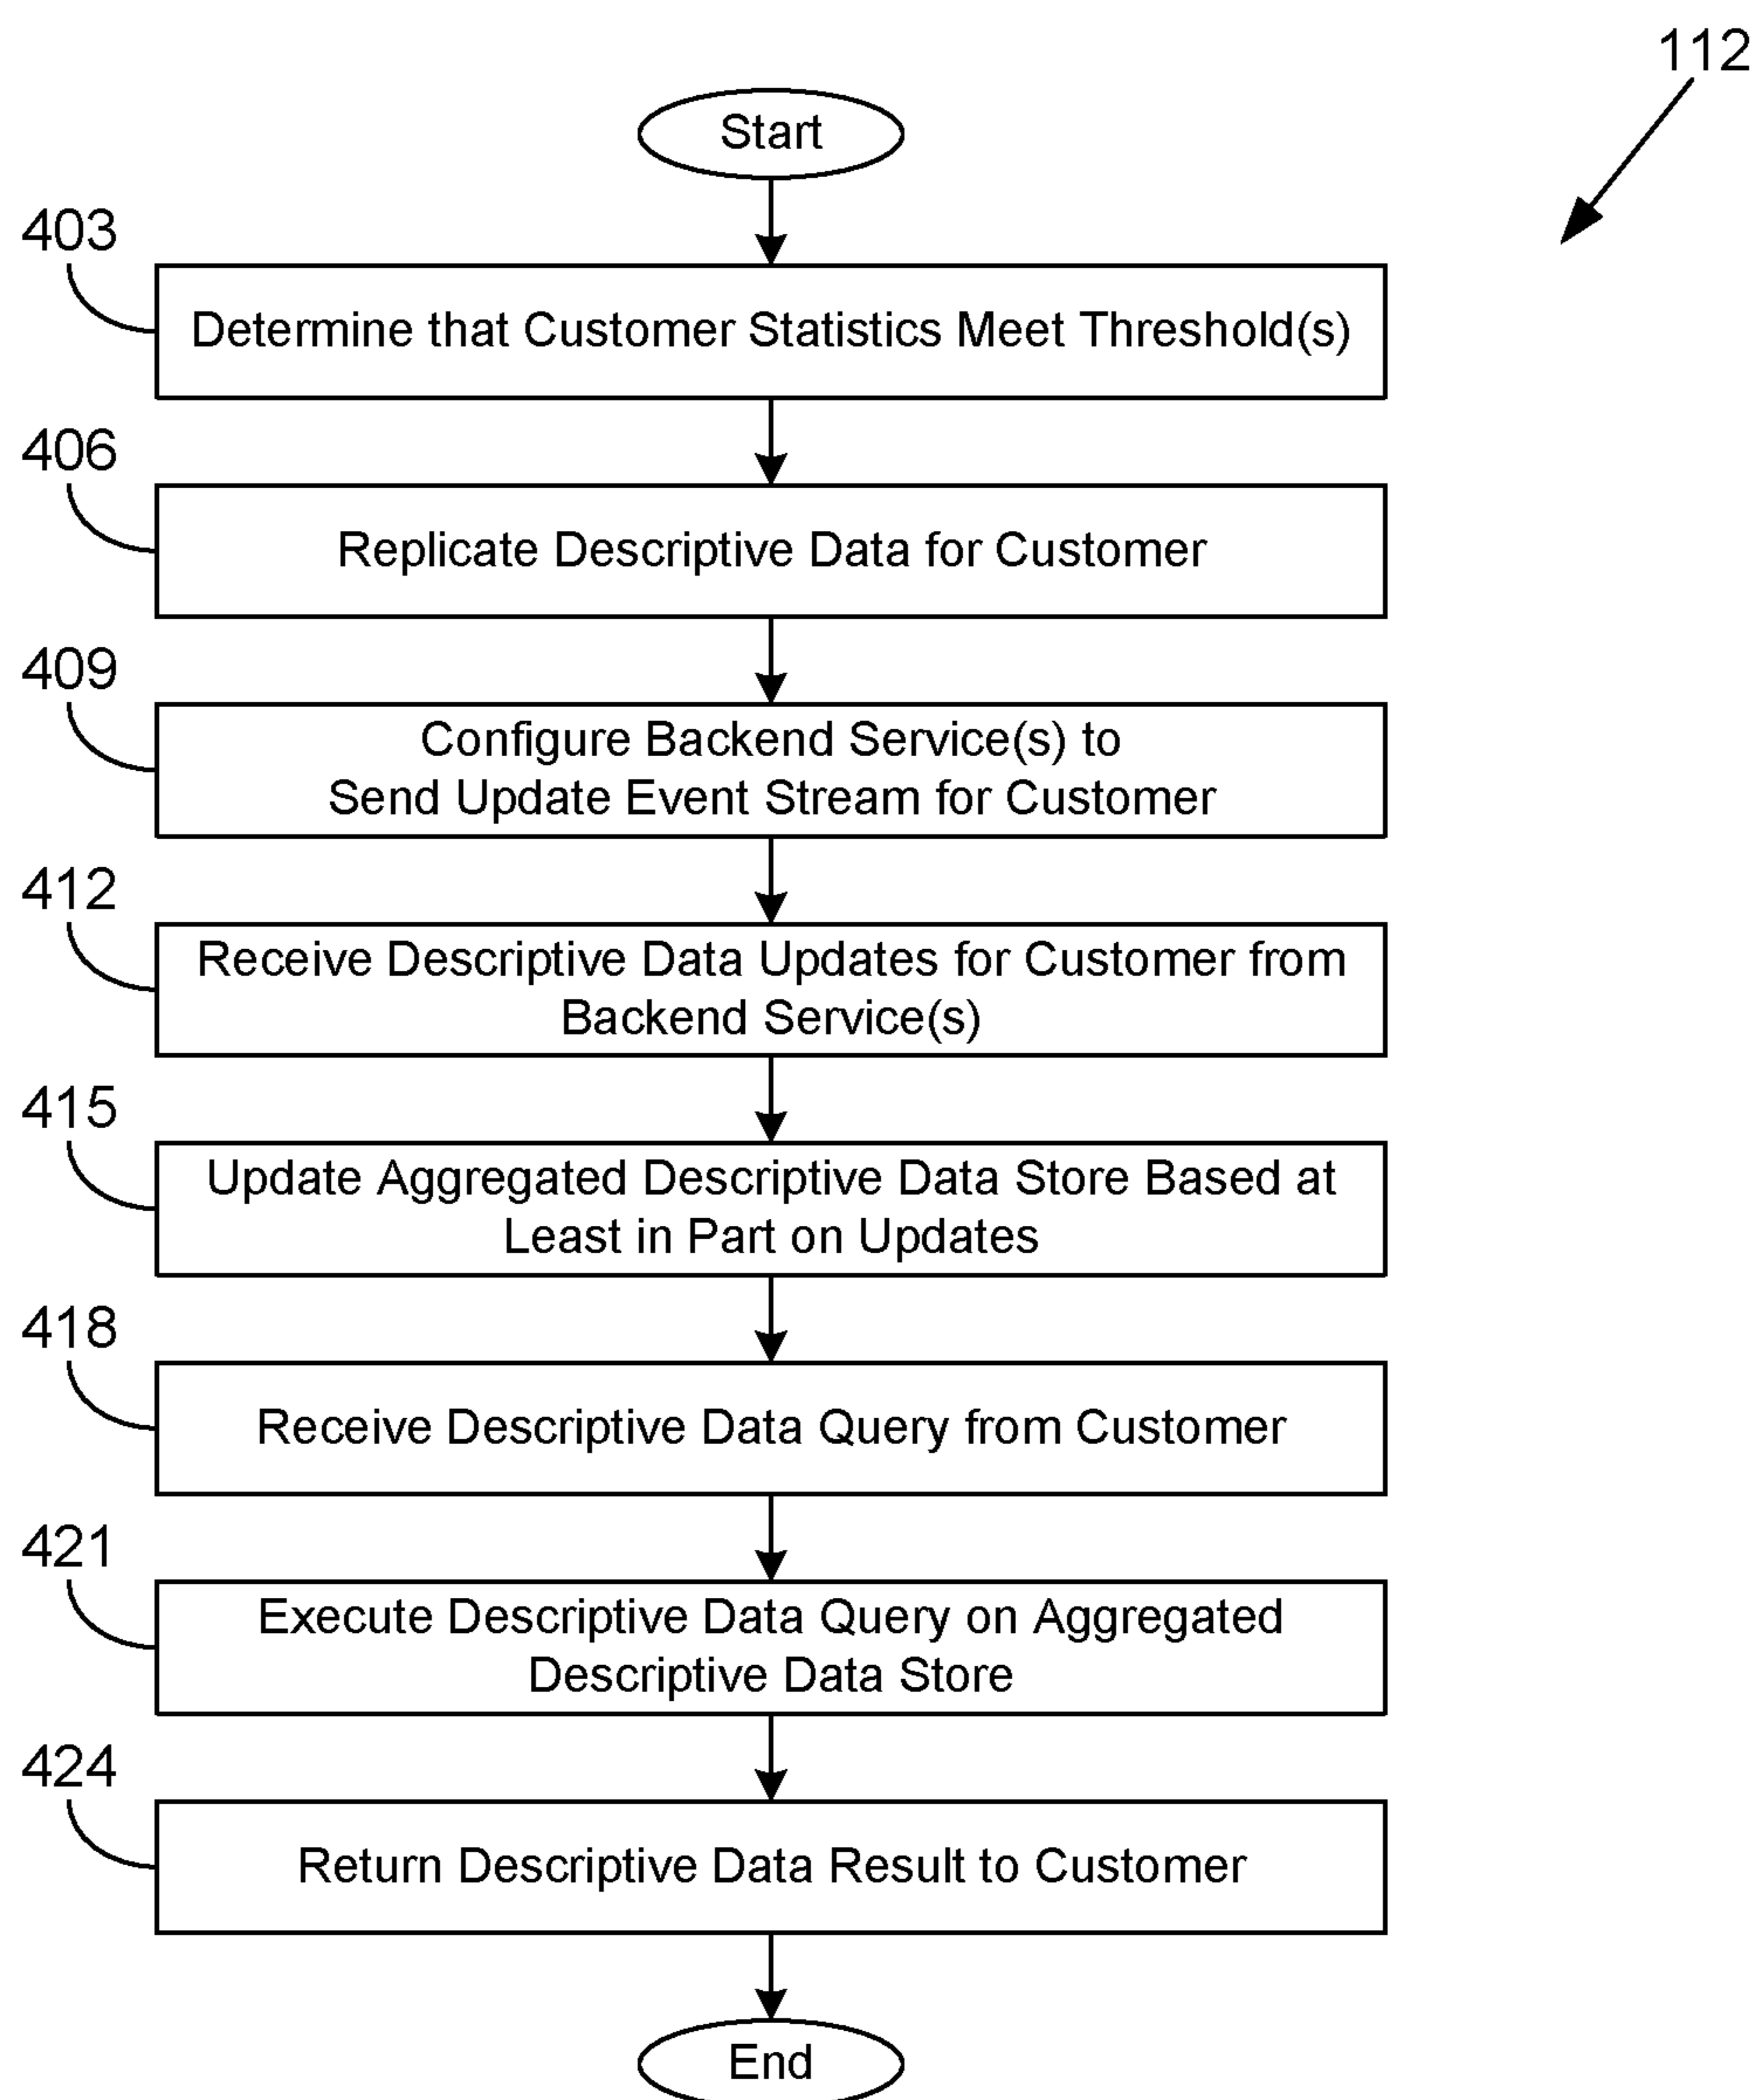 112
Start
403
Determine that Customer Statistics Meet Threshold(s)
406
Replicate Descriptive Data for Customer
409
Configure Backend Service(s) to
Send Update Event Stream for Customer
412
Receive Descriptive Data Updates for Customer from
Backend Service(s)
415
Update Aggregated Descriptive Data Store Based at
Least in Part on Updates
418
Receive Descriptive Data Query from Customer
421
Execute Descriptive Data Query on Aggregated
Descriptive Data Store
424
Return Descriptive Data Result to Customer
End